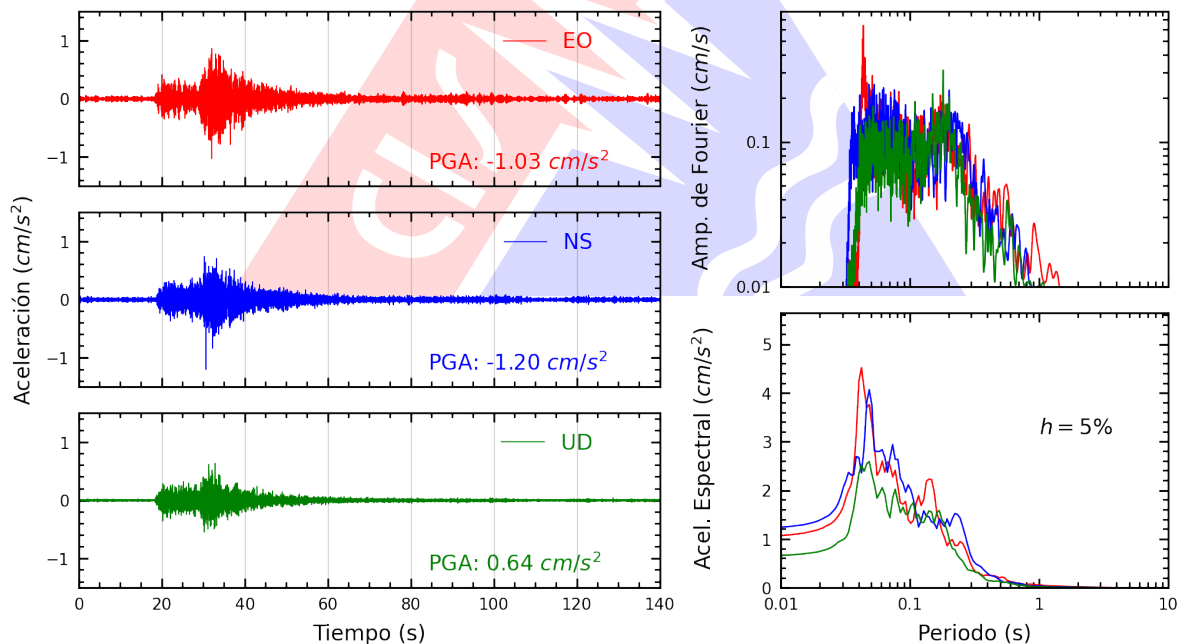 Aceleración (cm/s²)
1
0
−1
EO
PGA: -1.03 cm/s²
1
0
−1
NS
PGA: -1.20 cm/s²
1
0
−1
UD
PGA: 0.64 cm/s²
0 20 40 60 80 100 120 140
Tiempo (s)
Amp. de Fourier (cm/s)
0.1
0.01
Acel. Espectral (cm/s²)
5
4
3
2
1
0
h = 5%
0.01 0.1 1 10
Periodo (s)
CISMID